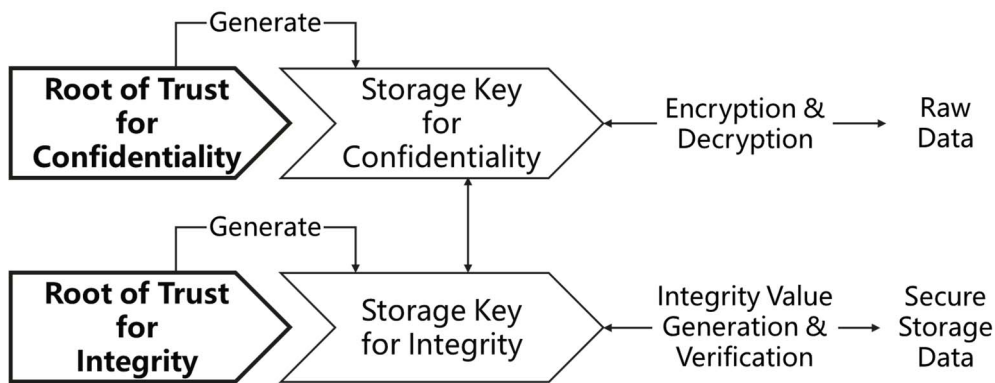 Generate
Root of Trust
for
Confidentiality
Storage Key
for
Confidentiality
Encryption &
Decryption
Raw
Data
Generate
Root of Trust
for
Integrity
Storage Key
for Integrity
Integrity Value
Generation &
Verification
Secure
Storage
Data